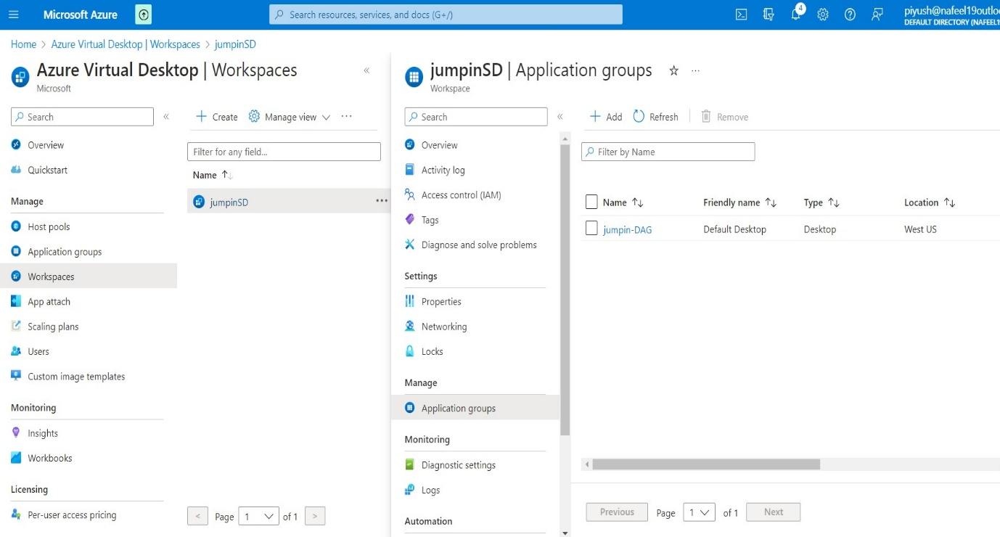 Microsoft Azure
Search resources, services, and docs (G+/)
4
piyush@nafeel19outloo
DEFAULT DIRECTORY (NAFEEL1
Home > Azure Virtual Desktop | Workspaces > jumpinSD
Azure Virtual Desktop | Workspaces
Microsoft
Search
Overview
Quickstart
Manage
Host pools
Application groups
Workspaces
App attach
Scaling plans
Users
Custom image templates
Monitoring
Insights
Workbooks
Licensing
Per-user access pricing
Create
Manage view
Filter for any field...
Name
jumpinSD
< Page 1 of 1 >
jumpinSD | Application groups
Workspace
Search
Overview
Activity log
Access control (IAM)
Tags
Diagnose and solve problems
Settings
Properties
Networking
Locks
Manage
Application groups
Monitoring
Diagnostic settings
Logs
Automation
Add Refresh Remove
Filter by Name
Name Friendly name Type Location
jumpin-DAG Default Desktop Desktop West US
Previous Page 1 of 1 Next